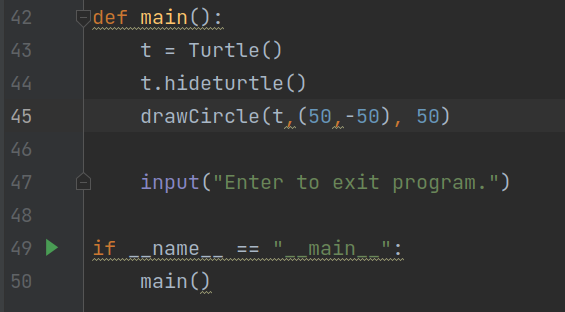 42 def main():
43     t = Turtle()
44     t.hideturtle()
45     drawCircle(t,(50,-50), 50)
46
47     input("Enter to exit program.")
48
49 if __name__ == "__main__":
50     main()